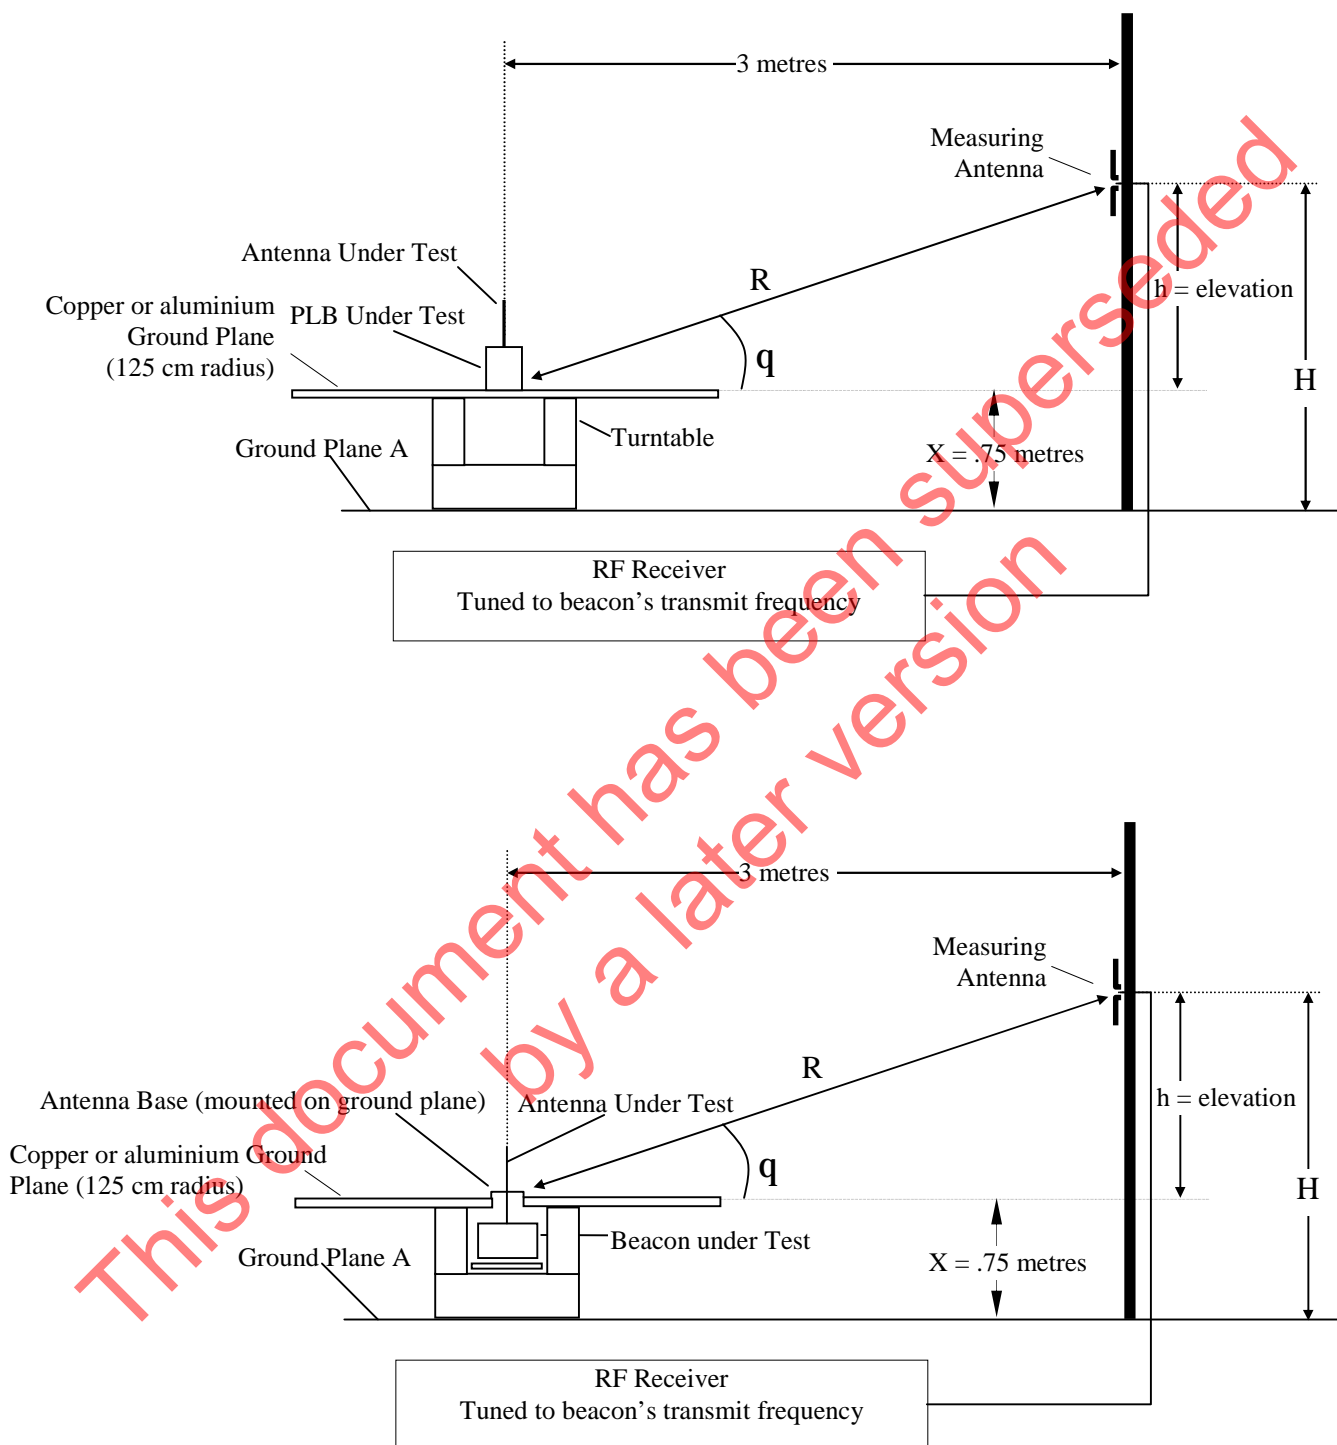 3 metres
Measuring
Antenna
Antenna Under Test
R
h = elevation
Copper or aluminium
Ground Plane
(125 cm radius)
PLB Under Test
q
H
Ground Plane A
Turntable
X = .75 metres
RF Receiver
Tuned to beacon's transmit frequency
3 metres
Measuring
Antenna
R
Antenna Base (mounted on ground plane)
Antenna Under Test
h = elevation
Copper or aluminium Ground
Plane (125 cm radius)
q
H
Ground Plane A
Beacon under Test
X = .75 metres
RF Receiver
Tuned to beacon's transmit frequency
This document has been superseded
by a later version